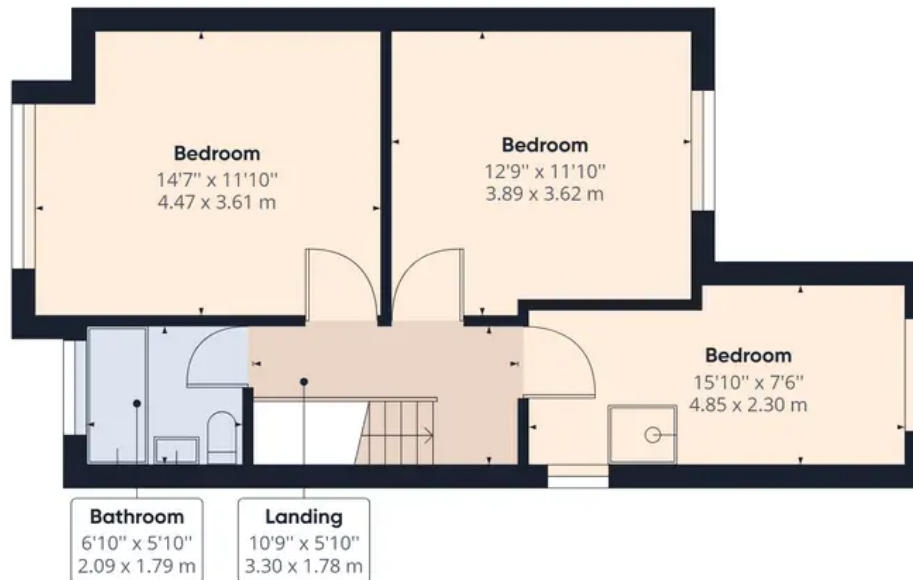 Bedroom
14'7" x 11'10"
4.47 x 3.61 m
Bedroom
12'9" x 11'10"
3.89 x 3.62 m
Bedroom
15'10" x 7'6"
4.85 x 2.30 m
Bathroom
6'10" x 5'10"
2.09 x 1.79 m
Landing
10'9" x 5'10"
3.30 x 1.78 m